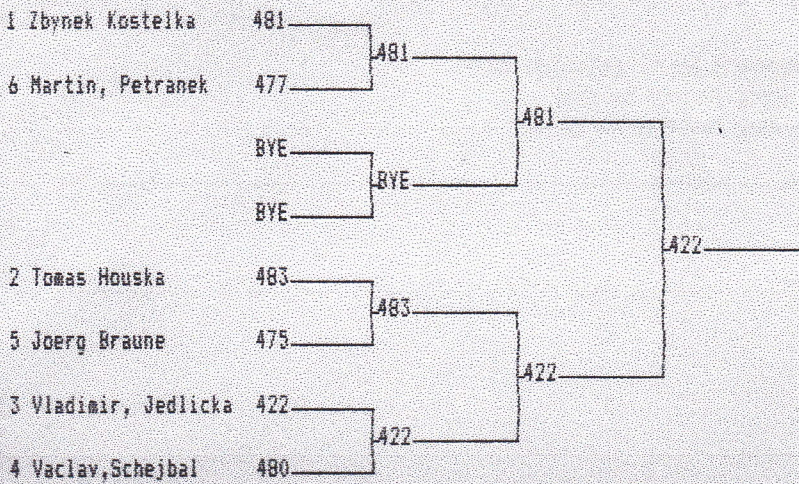 1 Zbynek Kostelka 481
481
6 Martin, Petranek 477
481
BYE
BYE
BYE
422
2 Tomas Houska 483
483
5 Joerg Braune 475
422
3 Vladimir, Jedlicka 422
422
4 Vaclav,Schejbal 480